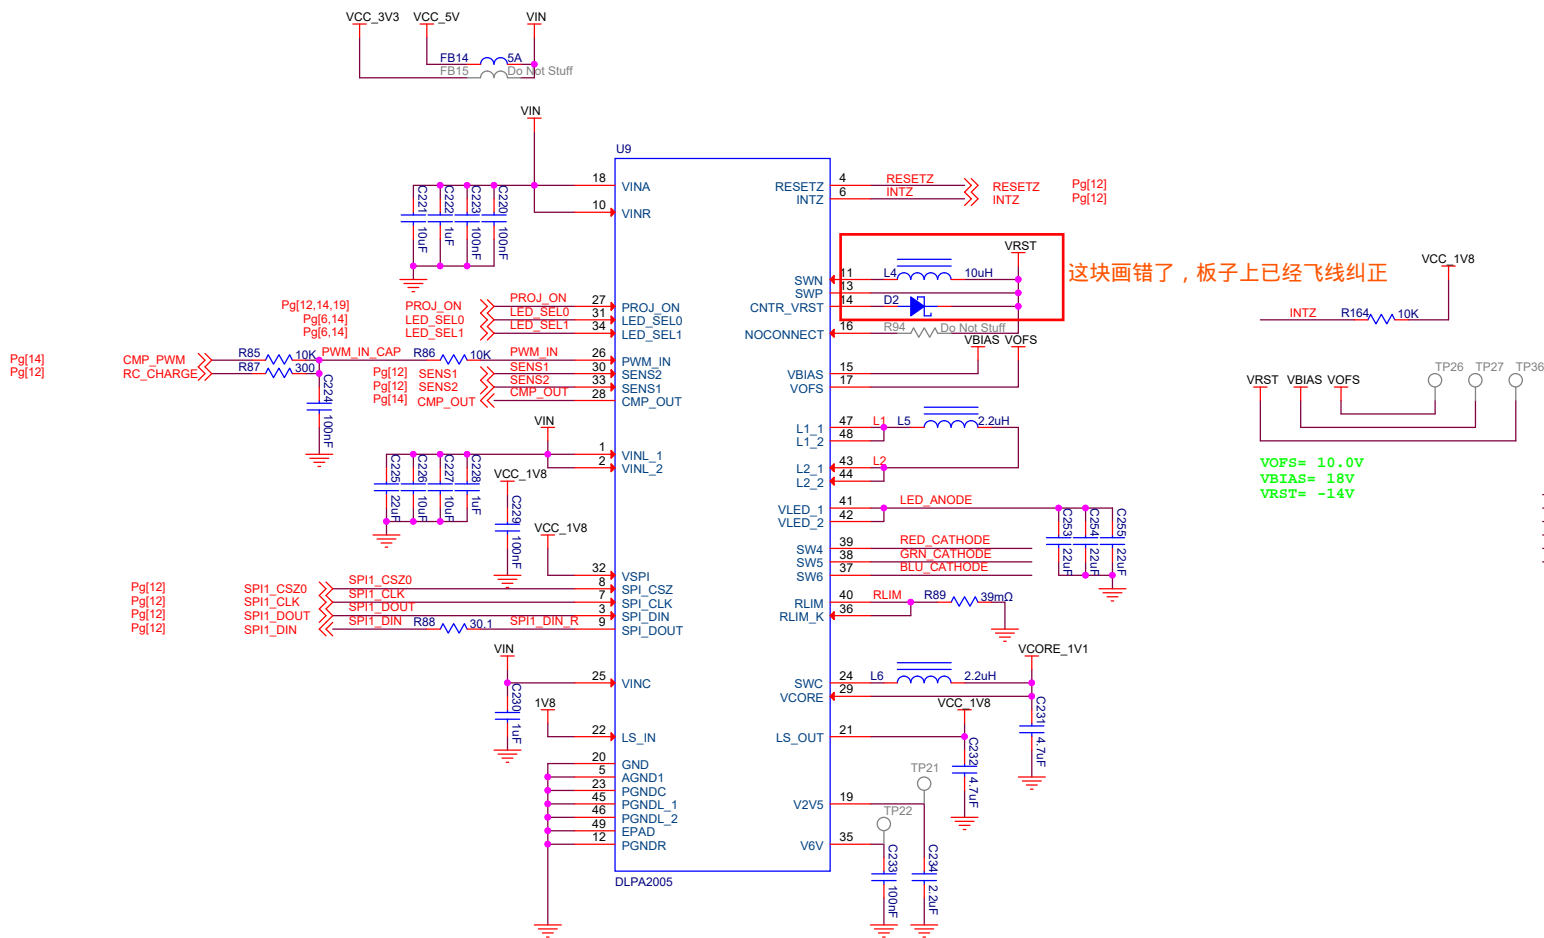 VCC_3V3 VCC_5V VIN
FB14 5A
FB15 Do Not Stuff
VIN
U9
18 VINA
10 VINR
C221 10uF
C222 1uF
C223 100nF
C220 100nF
RESETZ 4 RESETZ RESETZ Pg[12]
INTZ 6 INTZ INTZ Pg[12]
VRST
SWN 11 L4 10uH
SWP 13
CNTR_VRST 14 D2
这块画错了，板子上已经飞线纠正
NOCONNECT 16 R94 Do Not Stuff
VCC_1V8
INTZ R164 10K
Pg[12,14,19] PROJ_ON PROJ_ON 27 PROJ_ON
Pg[6,14] LED_SEL0 LED_SEL0 31 LED_SEL0
Pg[6,14] LED_SEL1 LED_SEL1 34 LED_SEL1
Pg[14] CMP_PWM R85 10K PWM_IN_CAP R86 10K PWM_IN 26 PWM_IN
Pg[12] RC_CHARGE R87 300
C224 100nF
Pg[12] SENS1 SENS1 30 SENS2
Pg[12] SENS2 SENS2 33 SENS1
Pg[14] CMP_OUT CMP_OUT 28 CMP_OUT
VBIAS VOFS
VBIAS 15
VOFS 17
VRST VBIAS VOFS TP26 TP27 TP36
VOFS= 10.0V
VBIAS= 18V
VRST= -14V
VIN
1 VINL_1
2 VINL_2
C225 22uF
C226 10uF
C227 10uF
C228 1uF
L1_1 47 L1 L5 2.2uH
L1_2 48
L2_1 43 L2
L2_2 44
VCC_1V8
C229 100nF
VCC_1V8
VLED_1 41 LED_ANODE
VLED_2 42
C253 22uF
C254 22uF
C255 22uF
SW4 39 RED_CATHODE
SW5 38 GRN_CATHODE
SW6 37 BLU_CATHODE
32 VSPI
Pg[12] SPI1_CSZ0 SPI1_CSZ0 8 SPI_CSZ
Pg[12] SPI1_CLK SPI1_CLK 7 SPI_CLK
Pg[12] SPI1_DOUT SPI1_DOUT 3 SPI_DIN
Pg[12] SPI1_DIN SPI1_DIN R88 30.1 SPI1_DIN_R 9 SPI_DOUT
RLIM 40 RLIM R89 39mΩ
RLIM_K 36
VIN
25 VINC
C230 1uF
VCORE_1V1
SWC 24 L6 2.2uH
VCORE 29
C231 4.7uF
1V8
22 LS_IN
VCC_1V8
LS_OUT 21
C232 4.7uF
20 GND
5 AGND1
23 PGNDC
45 PGNDL_1
46 PGNDL_2
49 EPAD
12 PGNDR
TP21
V2V5 19
TP22
V6V 35
C233 100nF
C234 2.2uF
DLPA2005